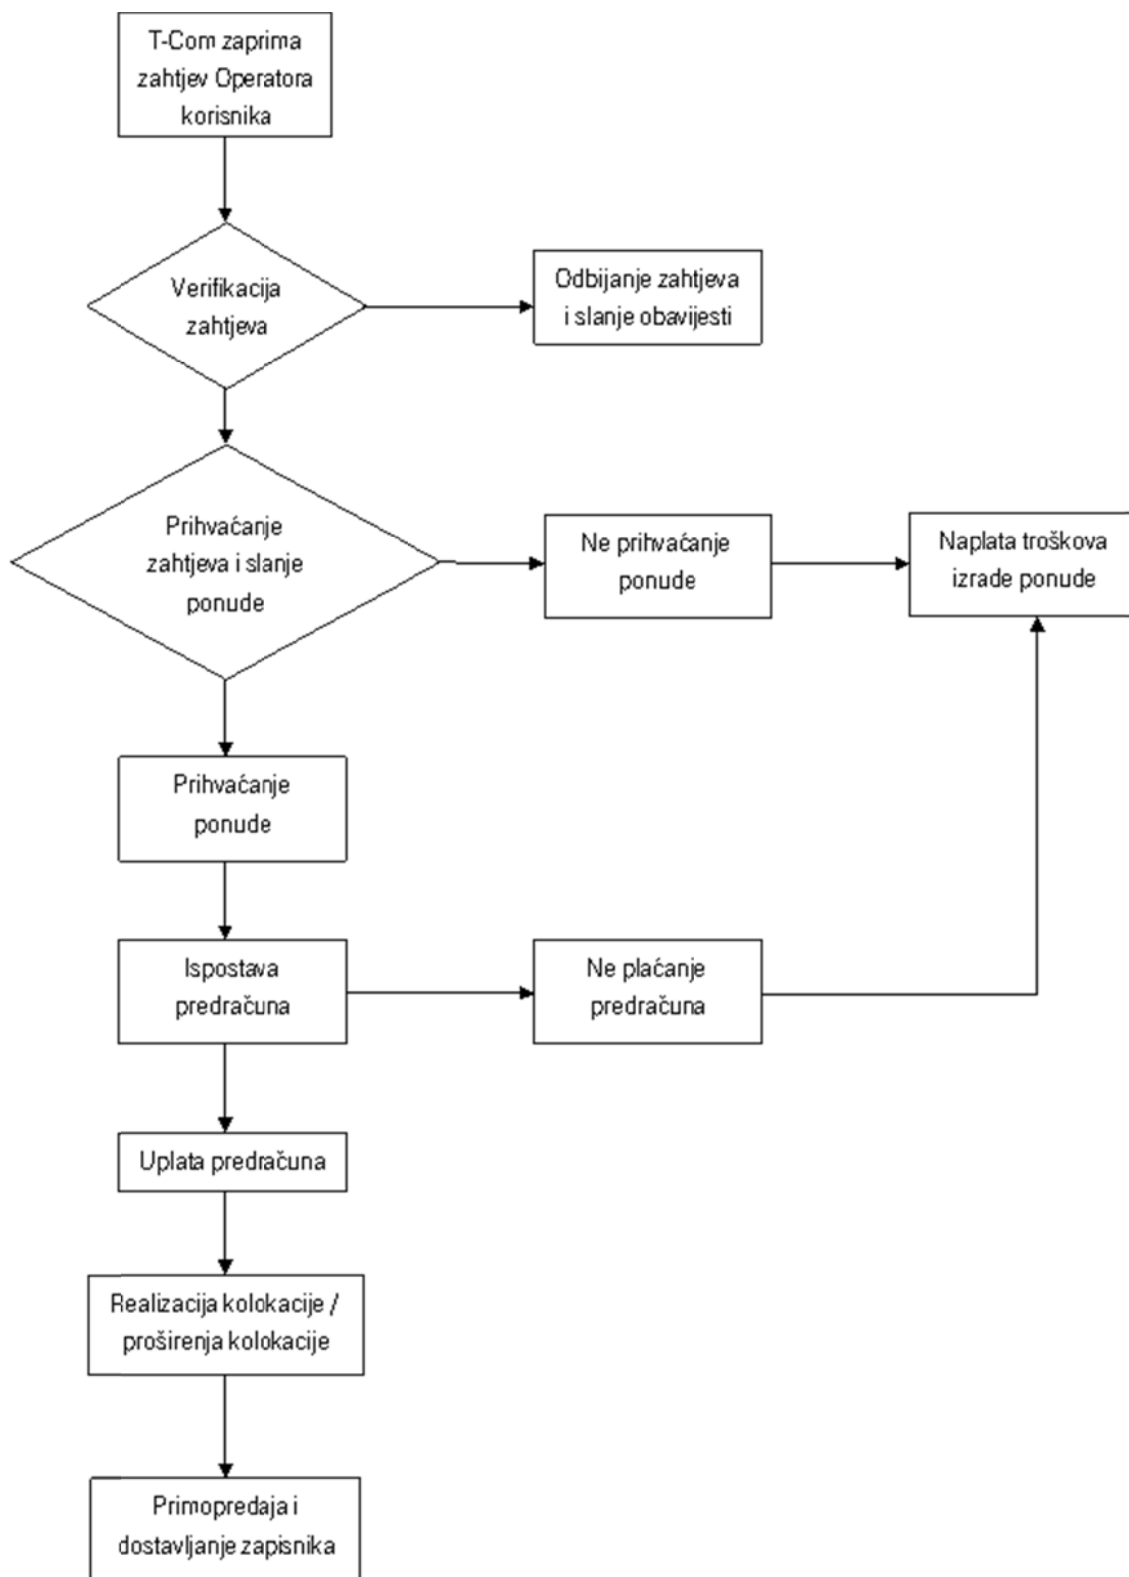 T-Com zaprima
zahtjev Operatora
korisnika
Verifikacija
zahtjeva
Odbijanje zahtjeva
i slanje obavijesti
Prihvaćanje
zahtjeva i slanje
ponude
Ne prihvaćanje
ponude
Naplata troškova
izrade ponude
Prihvaćanje
ponude
Ispostava
predračuna
Ne plaćanje
predračuna
Uplata predračuna
Realizacija kolokacije /
proširenja kolokacije
Primopredaja i
dostavljanje zapisnika